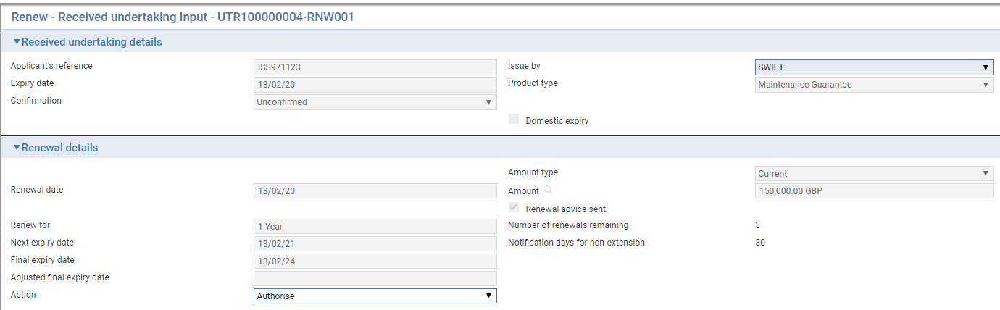 Renew - Received undertaking Input - UTR100000004-RNW001
Received undertaking details
Applicant's reference ISS971123 Issue by SWIFT
Expiry date 13/02/20 Product type Maintenance Guarantee
Confirmation Unconfirmed
Domestic expiry
Renewal details
Amount type Current
Renewal date 13/02/20 Amount 150,000.00 GBP
Renewal advice sent
Renew for 1 Year Number of renewals remaining 3
Next expiry date 13/02/21 Notification days for non-extension 30
Final expiry date 13/02/24
Adjusted final expiry date
Action Authorise